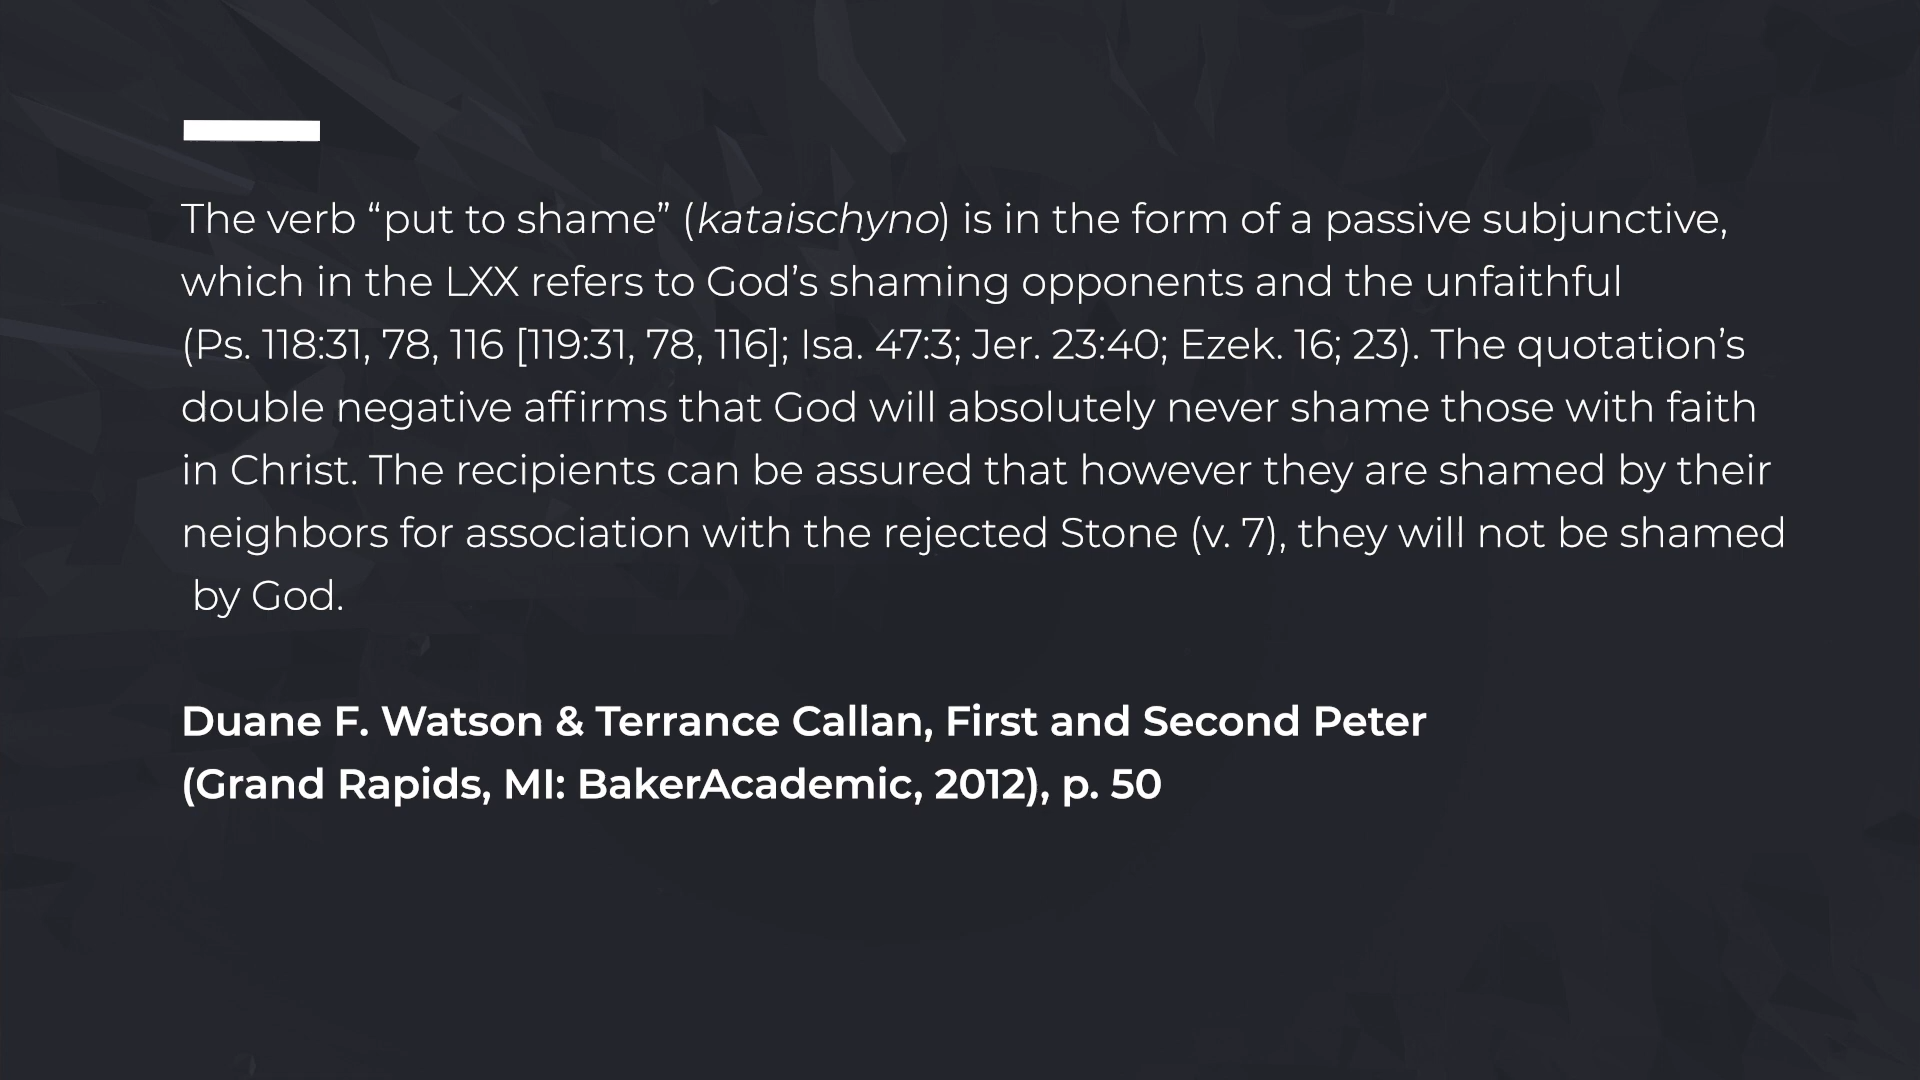 The verb “put to shame” (kataischyno) is in the form of a passive subjunctive,
which in the LXX refers to God’s shaming opponents and the unfaithful
(Ps. 118:31, 78, 116 [119:31, 78, 116]; Isa. 47:3; Jer. 23:40; Ezek. 16; 23). The quotation’s
double negative affirms that God will absolutely never shame those with faith
in Christ. The recipients can be assured that however they are shamed by their
neighbors for association with the rejected Stone (v. 7), they will not be shamed
by God.
Duane F. Watson & Terrance Callan, First and Second Peter
(Grand Rapids, MI: BakerAcademic, 2012), p. 50